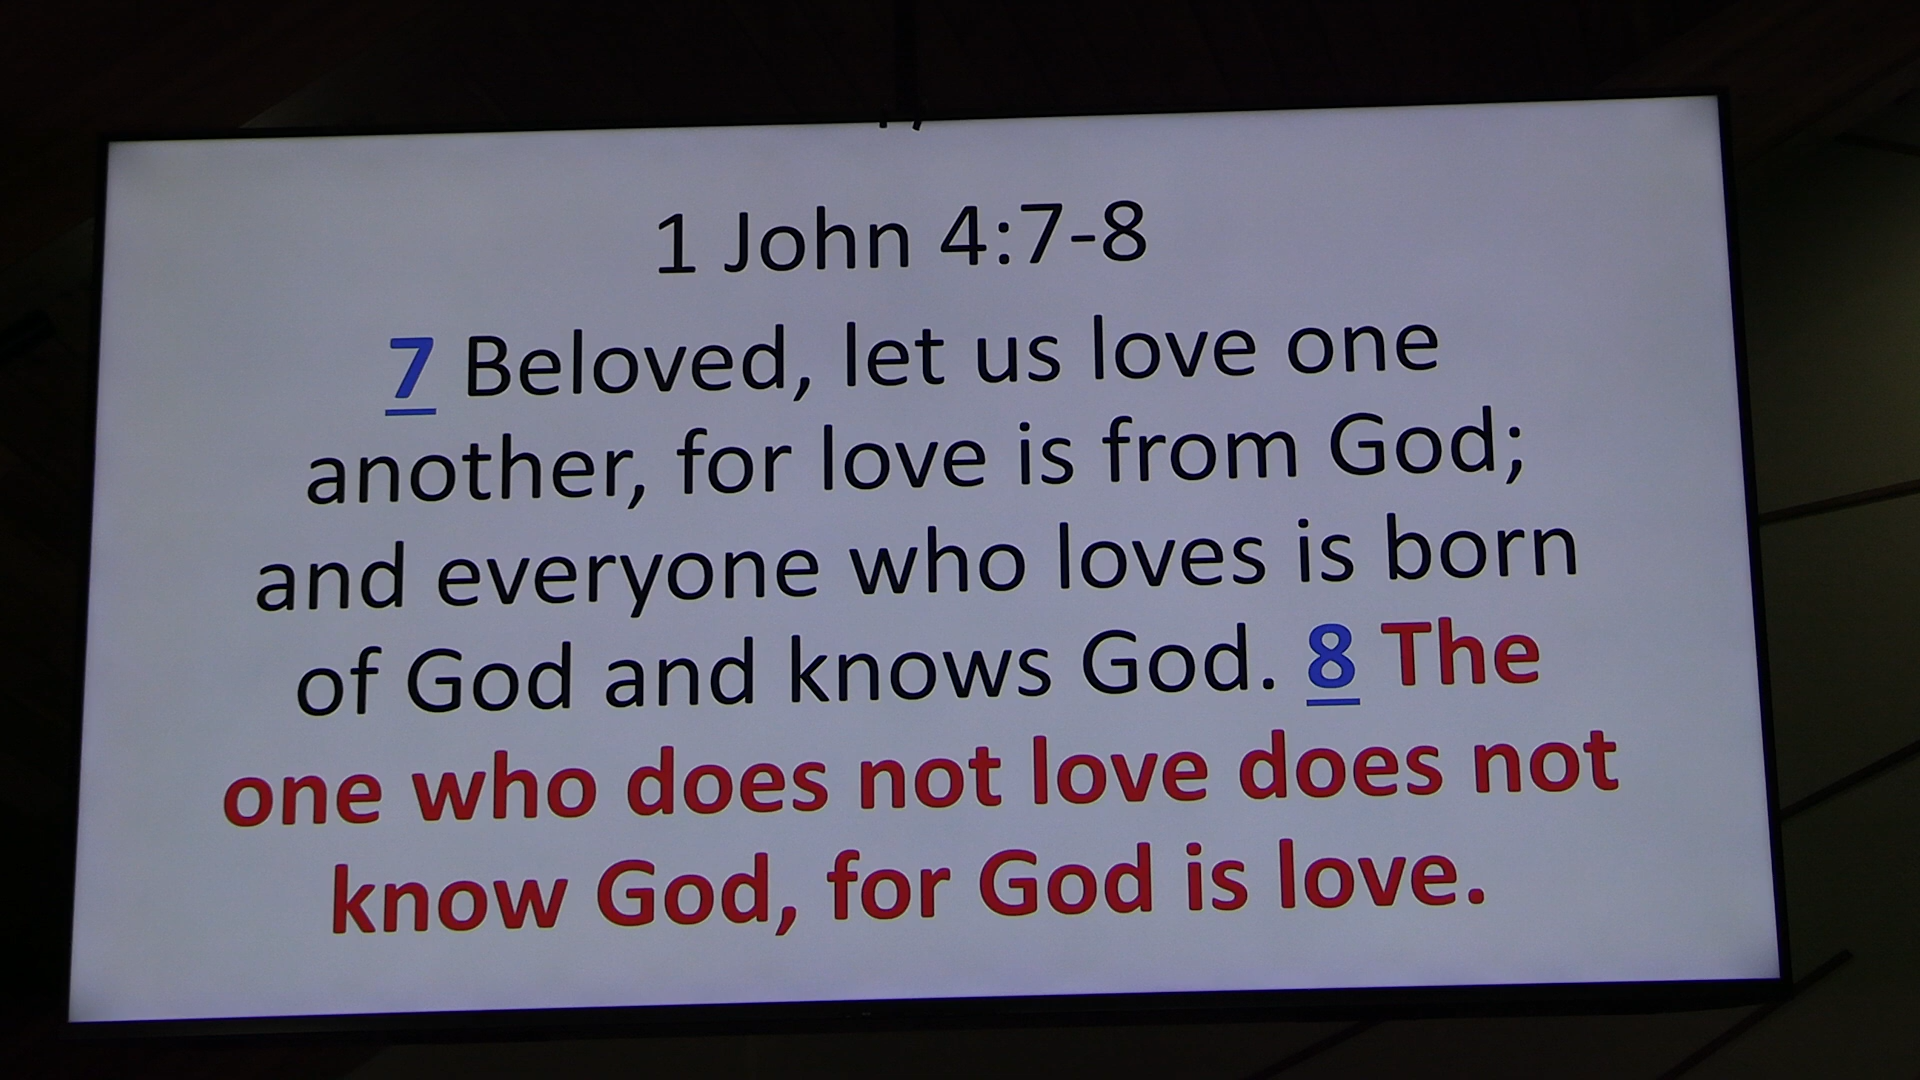 1 John 4:7-8
7 Beloved, let us love one
another, for love is from God;
and everyone who loves is born
of God and knows God. 8 The
one who does not love does not
know God, for God is love.